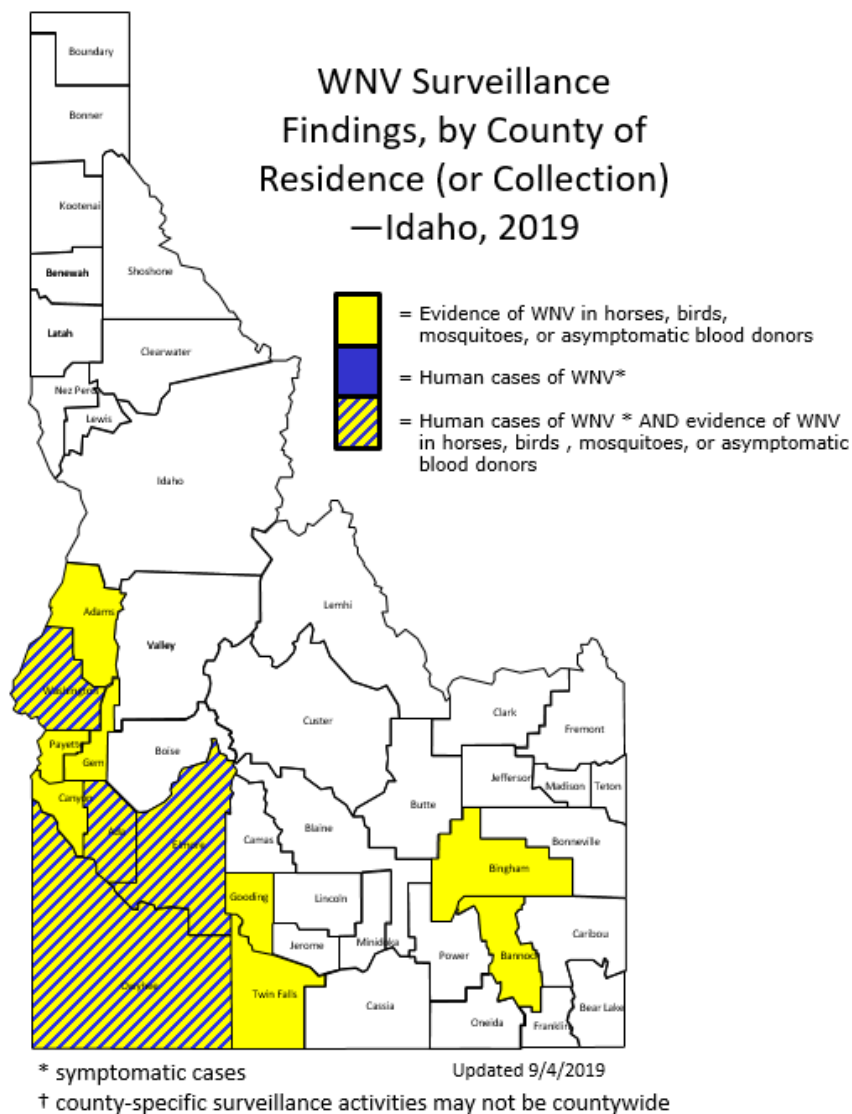 Boundary
WNV Surveillance
Findings, by County of
Residence (or Collection)
—Idaho, 2019
Bonner
Kootenai
Benewah
Shoshone
= Evidence of WNV in horses, birds,
mosquitoes, or asymptomatic blood donors
Latah
Clearwater
= Human cases of WNV*
Nez Perc
Lewis
= Human cases of WNV * AND evidence of WNV
in horses, birds , mosquitoes, or asymptomatic
blood donors
Idaho
Adams
Lemhi
Valley
Washington
Custer
Clark
Fremont
Payette
Boise
Gem
Jefferson
Madison
Teton
Canyon
Butte
Ada
Elmore
Camas
Blaine
Bonneville
Bingham
Gooding
Lincoln
Jerome
Minidoka
Power
Bannock
Caribou
Owyhee
Twin Falls
Cassia
Oneida
Franklin
Bear Lake
* symptomatic cases
Updated 9/4/2019
† county-specific surveillance activities may not be countywide